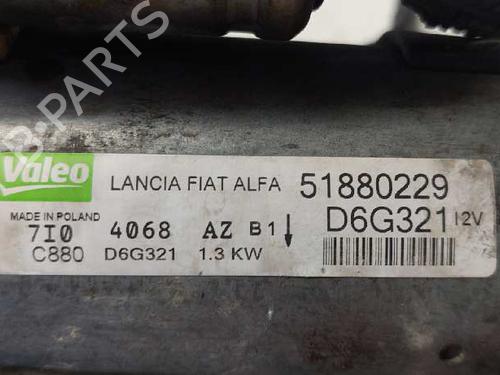 Valeo
LANCIA FIAT ALFA 51880229
MADE IN POLAND
D6G321 12V
7I0 4068 AZ B1
C880 D6G321 1.3 KW
B-PARTS